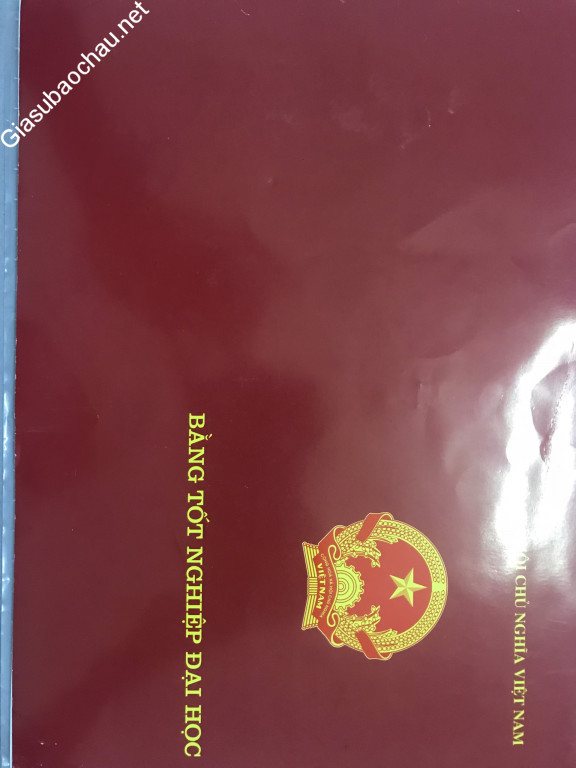 Giasubaochau.net
CHỦ NGHĨA VIỆT NAM
VIỆT NAM
BẰNG TỐT NGHIỆP ĐẠI HỌC